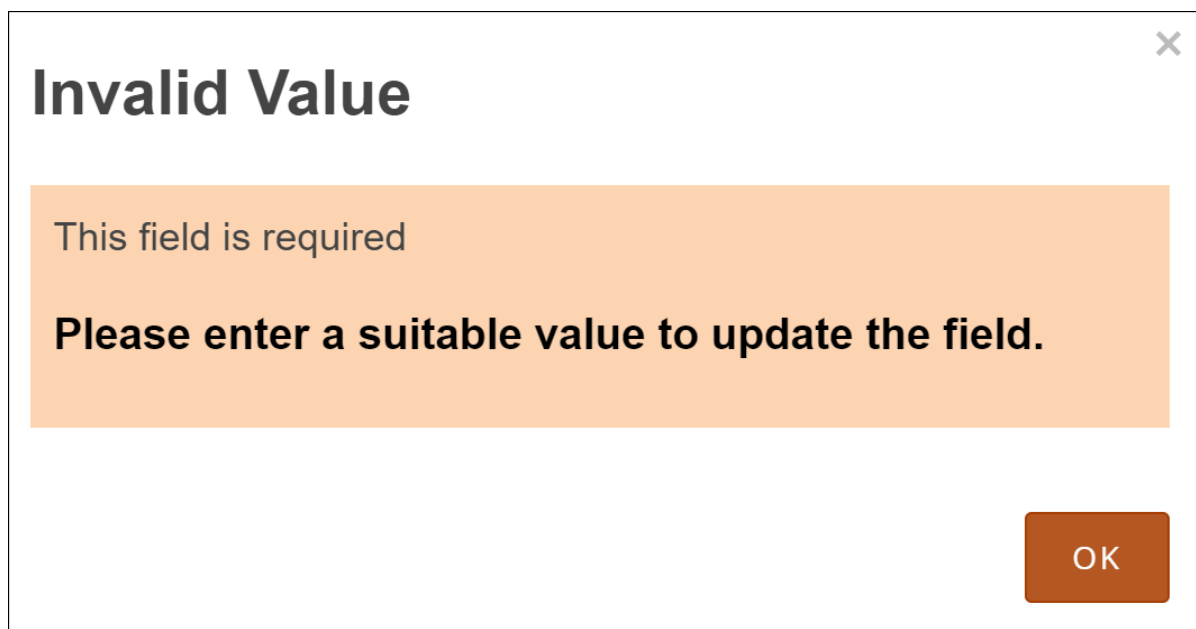 Invalid Value
This field is required
Please enter a suitable value to update the field.
OK